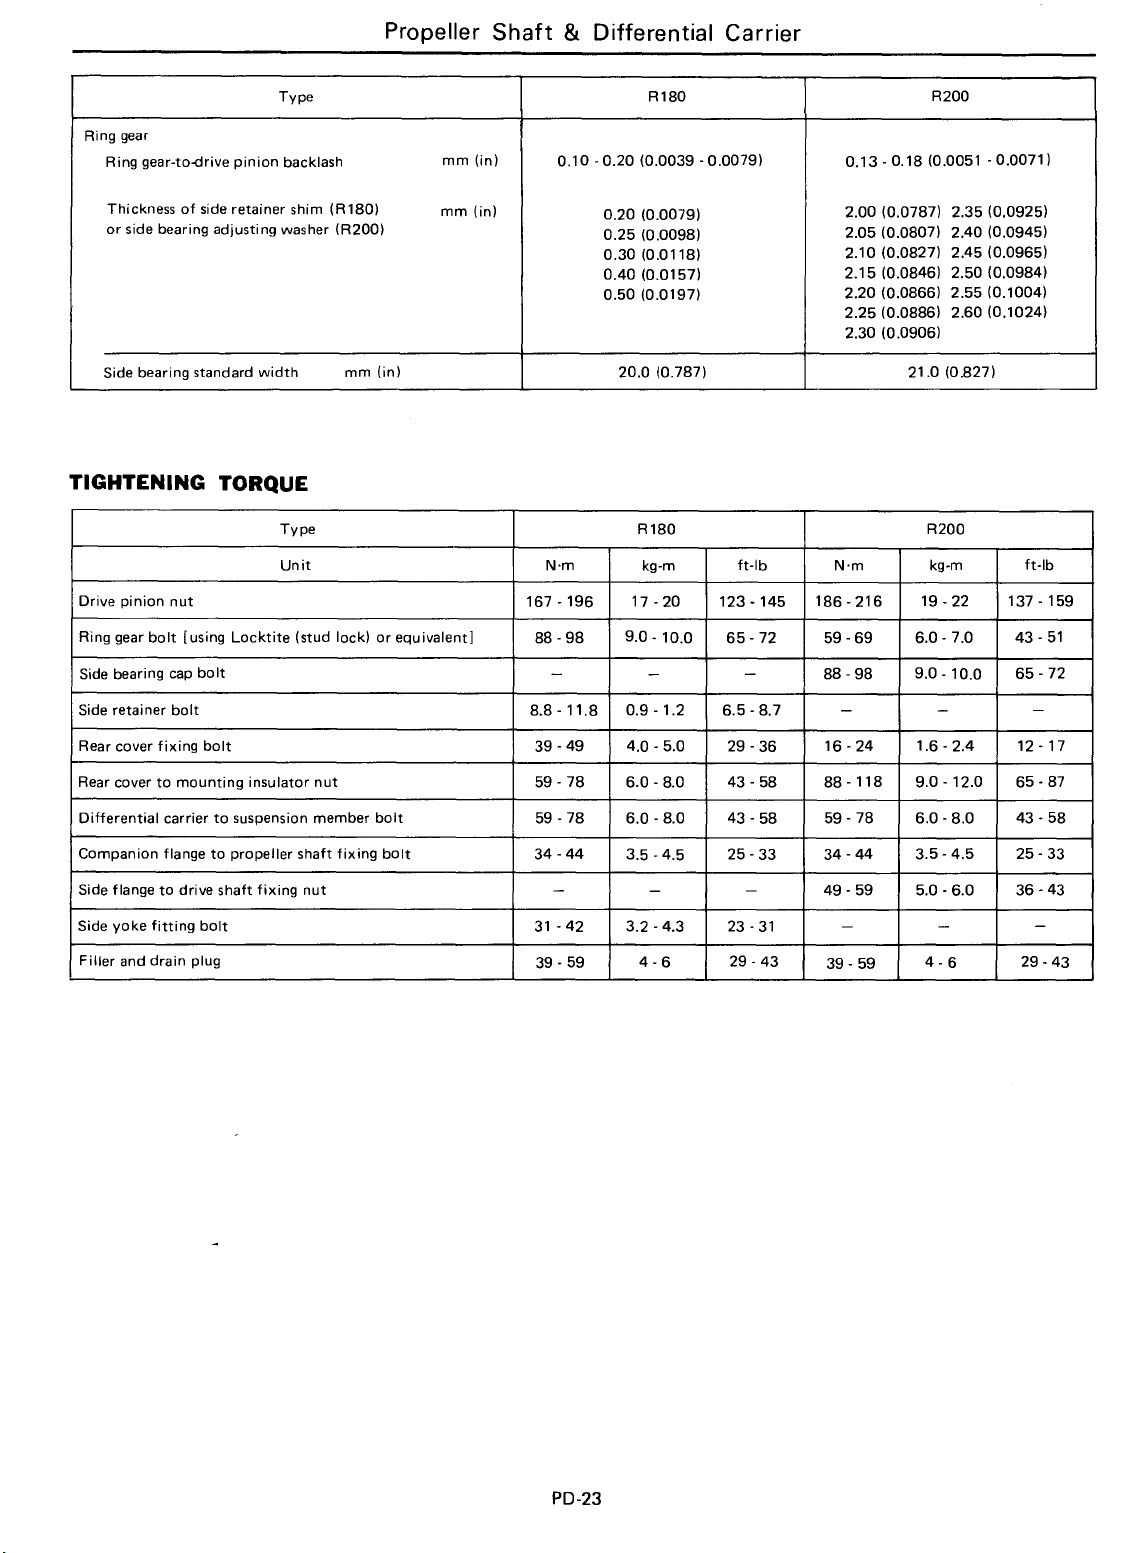 Propeller Shaft & Differential Carrier
Type R180 R200
Ring gear
Ring gear-to-drive pinion backlash mm (in) 0.10 - 0.20 (0.0039 - 0.0079) 0.13 - 0.18 (0.0051 - 0.0071)
Thickness of side retainer shim (R180) mm (in) 0.20 (0.0079) 2.00 (0.0787) 2.35 (0.0925)
or side bearing adjusting washer (R200) 0.25 (0.0098) 2.05 (0.0807) 2.40 (0.0945)
0.30 (0.0118) 2.10 (0.0827) 2.45 (0.0965)
0.40 (0.0157) 2.15 (0.0846) 2.50 (0.0984)
0.50 (0.0197) 2.20 (0.0866) 2.55 (0.1004)
2.25 (0.0886) 2.60 (0.1024)
2.30 (0.0906)
Side bearing standard width mm (in) 20.0 (0.787) 21.0 (0.827)
TIGHTENING TORQUE
Type R180 R200
Unit N·m kg-m ft-lb N·m kg-m ft-lb
Drive pinion nut 167 - 196 17 - 20 123 - 145 186 - 216 19 - 22 137 - 159
Ring gear bolt [using Locktite (stud lock) or equivalent] 88 - 98 9.0 - 10.0 65 - 72 59 - 69 6.0 - 7.0 43 - 51
Side bearing cap bolt – – – 88 - 98 9.0 - 10.0 65 - 72
Side retainer bolt 8.8 - 11.8 0.9 - 1.2 6.5 - 8.7 – – –
Rear cover fixing bolt 39 - 49 4.0 - 5.0 29 - 36 16 - 24 1.6 - 2.4 12 - 17
Rear cover to mounting insulator nut 59 - 78 6.0 - 8.0 43 - 58 88 - 118 9.0 - 12.0 65 - 87
Differential carrier to suspension member bolt 59 - 78 6.0 - 8.0 43 - 58 59 - 78 6.0 - 8.0 43 - 58
Companion flange to propeller shaft fixing bolt 34 - 44 3.5 - 4.5 25 - 33 34 - 44 3.5 - 4.5 25 - 33
Side flange to drive shaft fixing nut – – – 49 - 59 5.0 - 6.0 36 - 43
Side yoke fitting bolt 31 - 42 3.2 - 4.3 23 - 31 – – –
Filler and drain plug 39 - 59 4 - 6 29 - 43 39 - 59 4 - 6 29 - 43
PD-23